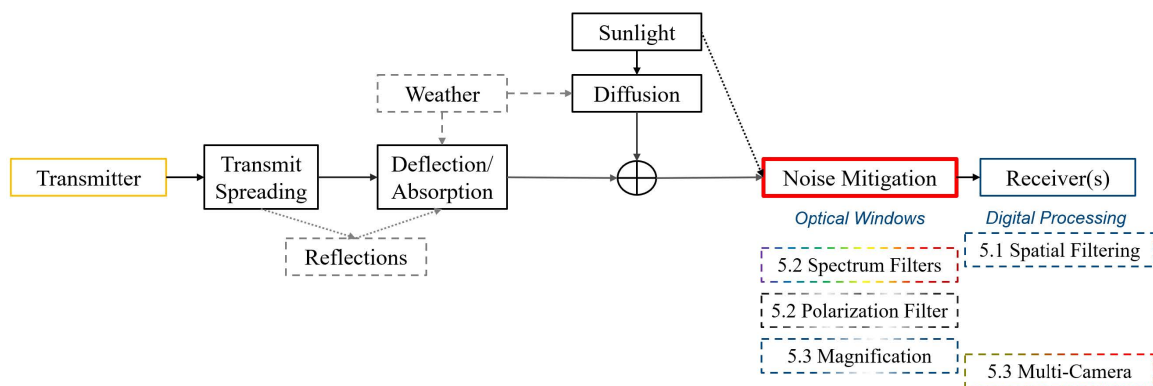 Sunlight
Weather
Diffusion
Transmitter
Transmit
Spreading
Deflection/
Absorption
Noise Mitigation
Receiver(s)
Reflections
Optical Windows
Digital Processing
5.2 Spectrum Filters
5.1 Spatial Filtering
5.2 Polarization Filter
5.3 Magnification
5.3 Multi-Camera